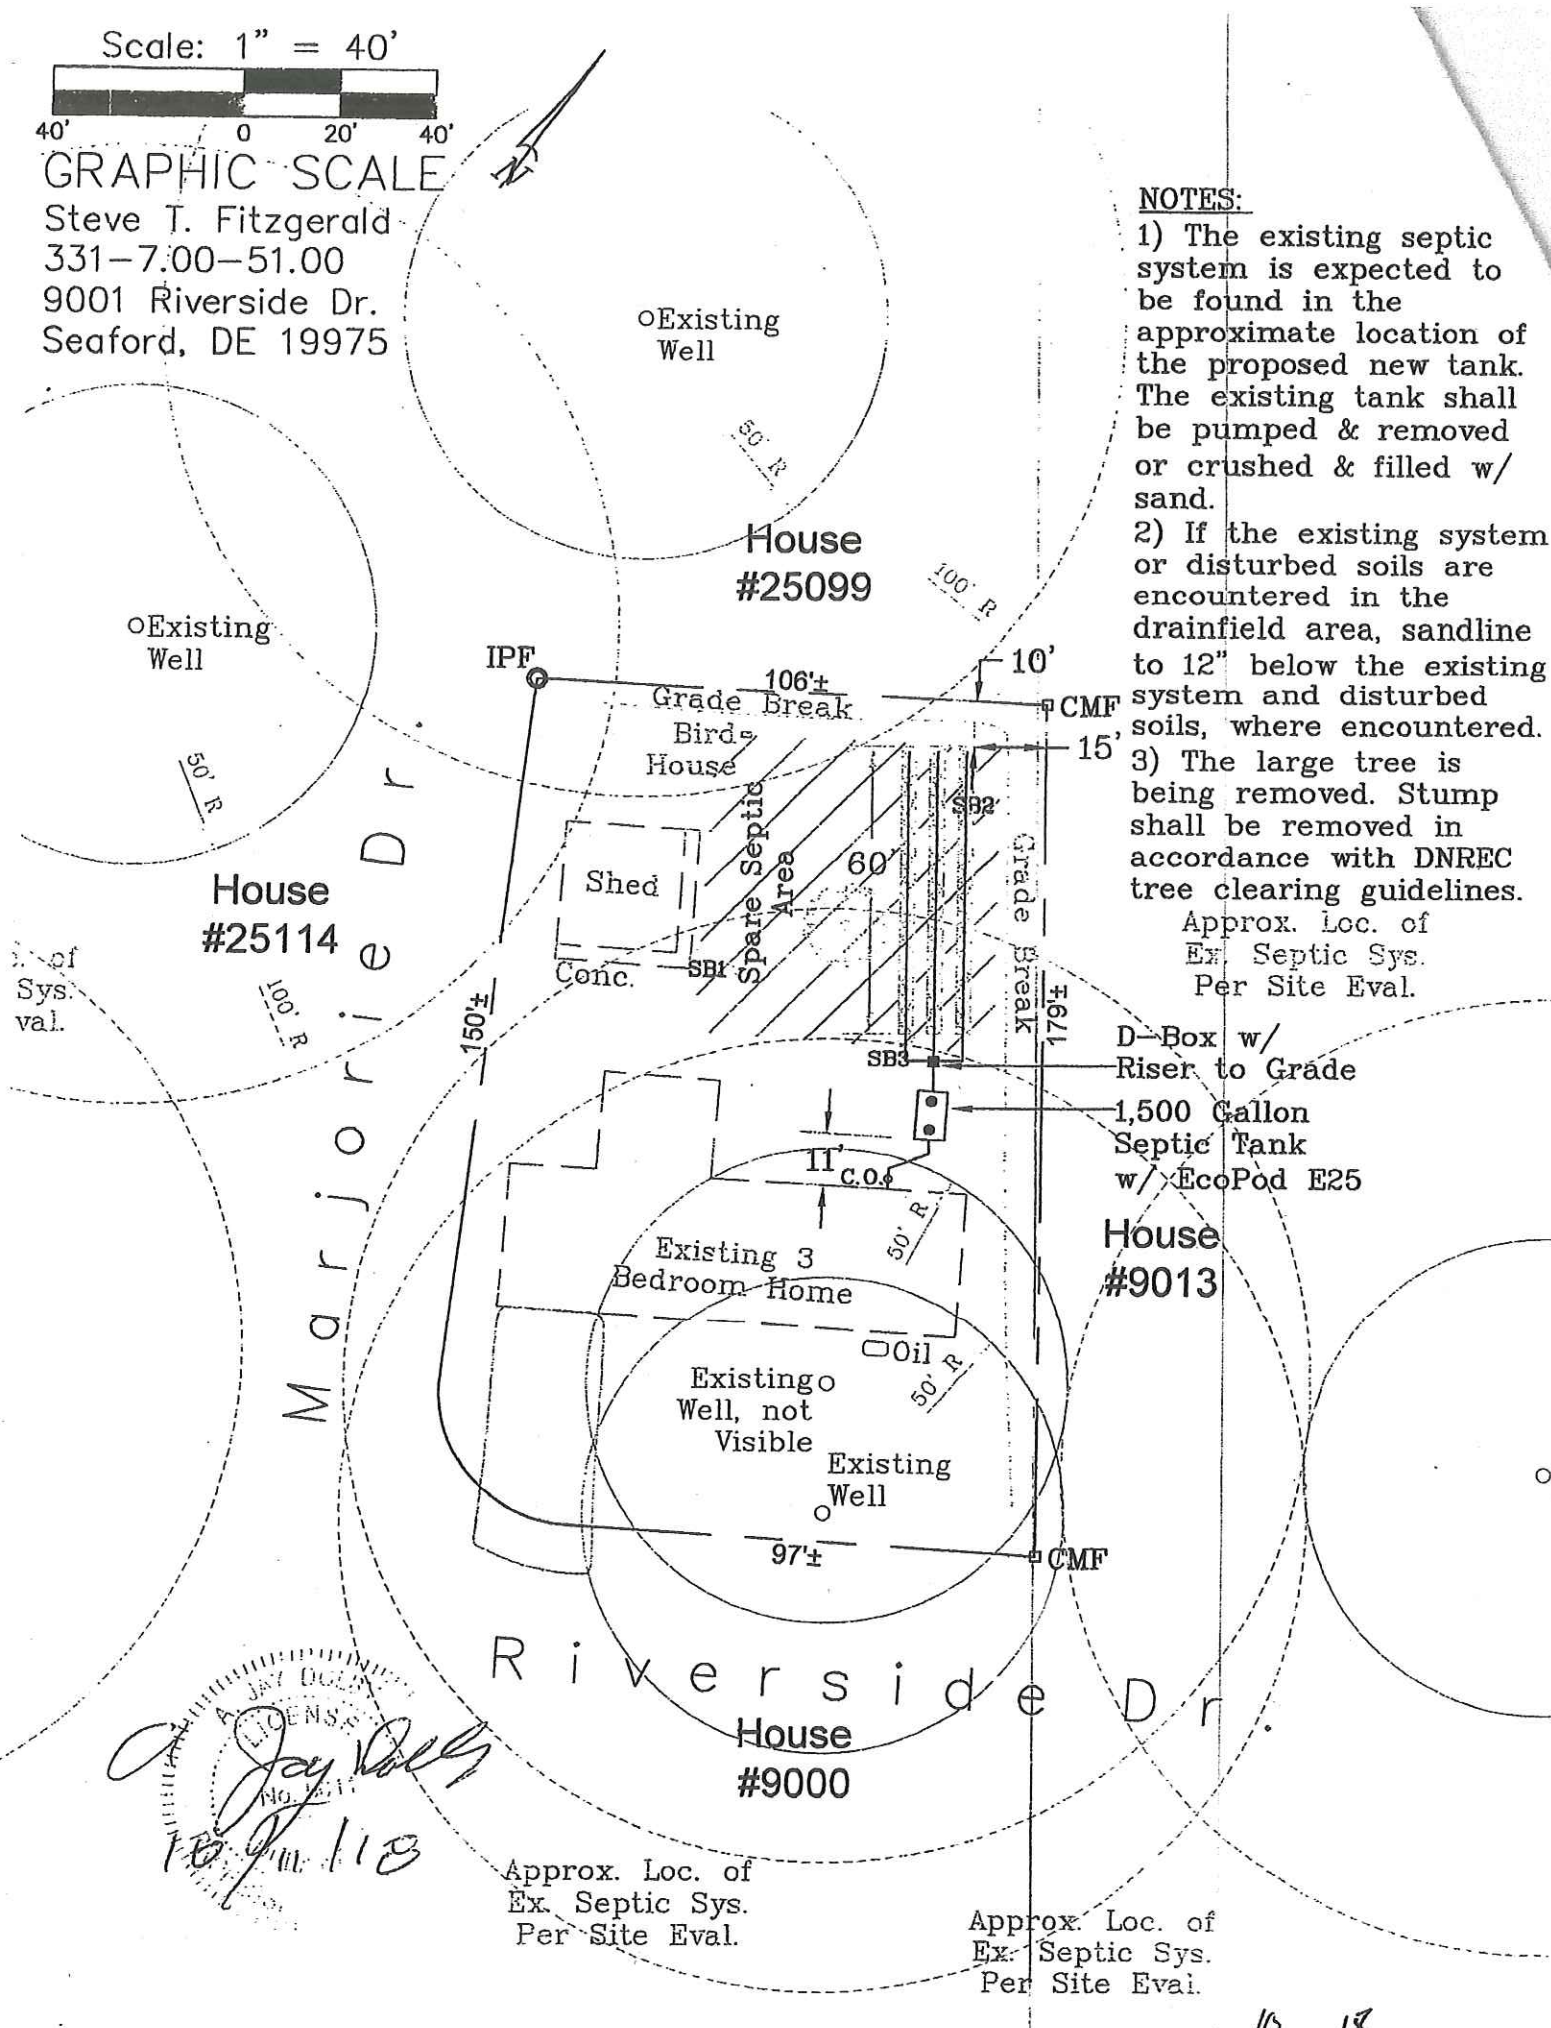 Scale: 1" = 40'
40' 0 20' 40'
GRAPHIC SCALE
Steve T. Fitzgerald
331-7.00-51.00
9001 Riverside Dr.
Seaford, DE 19975
N
Existing
Well
50' R
House
#25099
100' R
NOTES:
1) The existing septic
system is expected to
be found in the
approximate location of
the proposed new tank.
The existing tank shall
be pumped & removed
or crushed & filled w/
sand.
2) If the existing system
or disturbed soils are
encountered in the
drainfield area, sandline
to 12" below the existing
system and disturbed
soils, where encountered.
3) The large tree is
being removed. Stump
shall be removed in
accordance with DNREC
tree clearing guidelines.
Approx. Loc. of
Ex. Septic Sys.
Per Site Eval.
Existing
Well
50' R
House
#25114
100' R
of
Sys.
val.
Marjorie Dr.
IPF
106'±
10'
CMF
15'
Grade Break
Bird
House
Shed
Conc.
SB1
Spare Septic
Area
60'
SB2
Grade Break
150'±
179'±
SB3
D-Box w/
Riser to Grade
1,500 Gallon
Septic Tank
w/ EcoPod E25
11'
C.O.
50' R
House
#9013
Existing 3
Bedroom Home
Oil
50' R
Existing
Well, not
Visible
Existing
Well
97'±
CMF
Riverside Dr.
House
#9000
A. JAY
LICENSE
No.
Approx. Loc. of
Ex. Septic Sys.
Per Site Eval.
Approx. Loc. of
Ex. Septic Sys.
Per Site Eval.